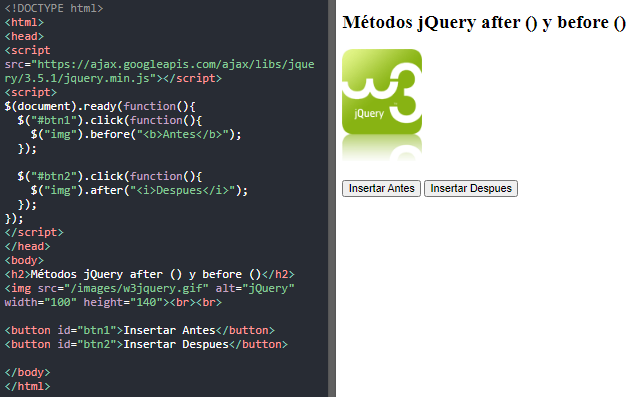 <!DOCTYPE html>
<html>
<head>
<script
src="https://ajax.googleapis.com/ajax/libs/jque
ry/3.5.1/jquery.min.js"></script>
<script>
$(document).ready(function(){
  $("#btn1").click(function(){
    $("img").before("<b>Antes</b>");
  });

  $("#btn2").click(function(){
    $("img").after("<i>Despues</i>");
  });
});
</script>
</head>
<body>
<h2>Métodos jQuery after () y before ()</h2>
<img src="/images/w3jquery.gif" alt="jQuery"
width="100" height="140"><br><br>

<button id="btn1">Insertar Antes</button>
<button id="btn2">Insertar Despues</button>

</body>
</html>
Métodos jQuery after () y before ()
w3
jQuery
Insertar Antes Insertar Despues